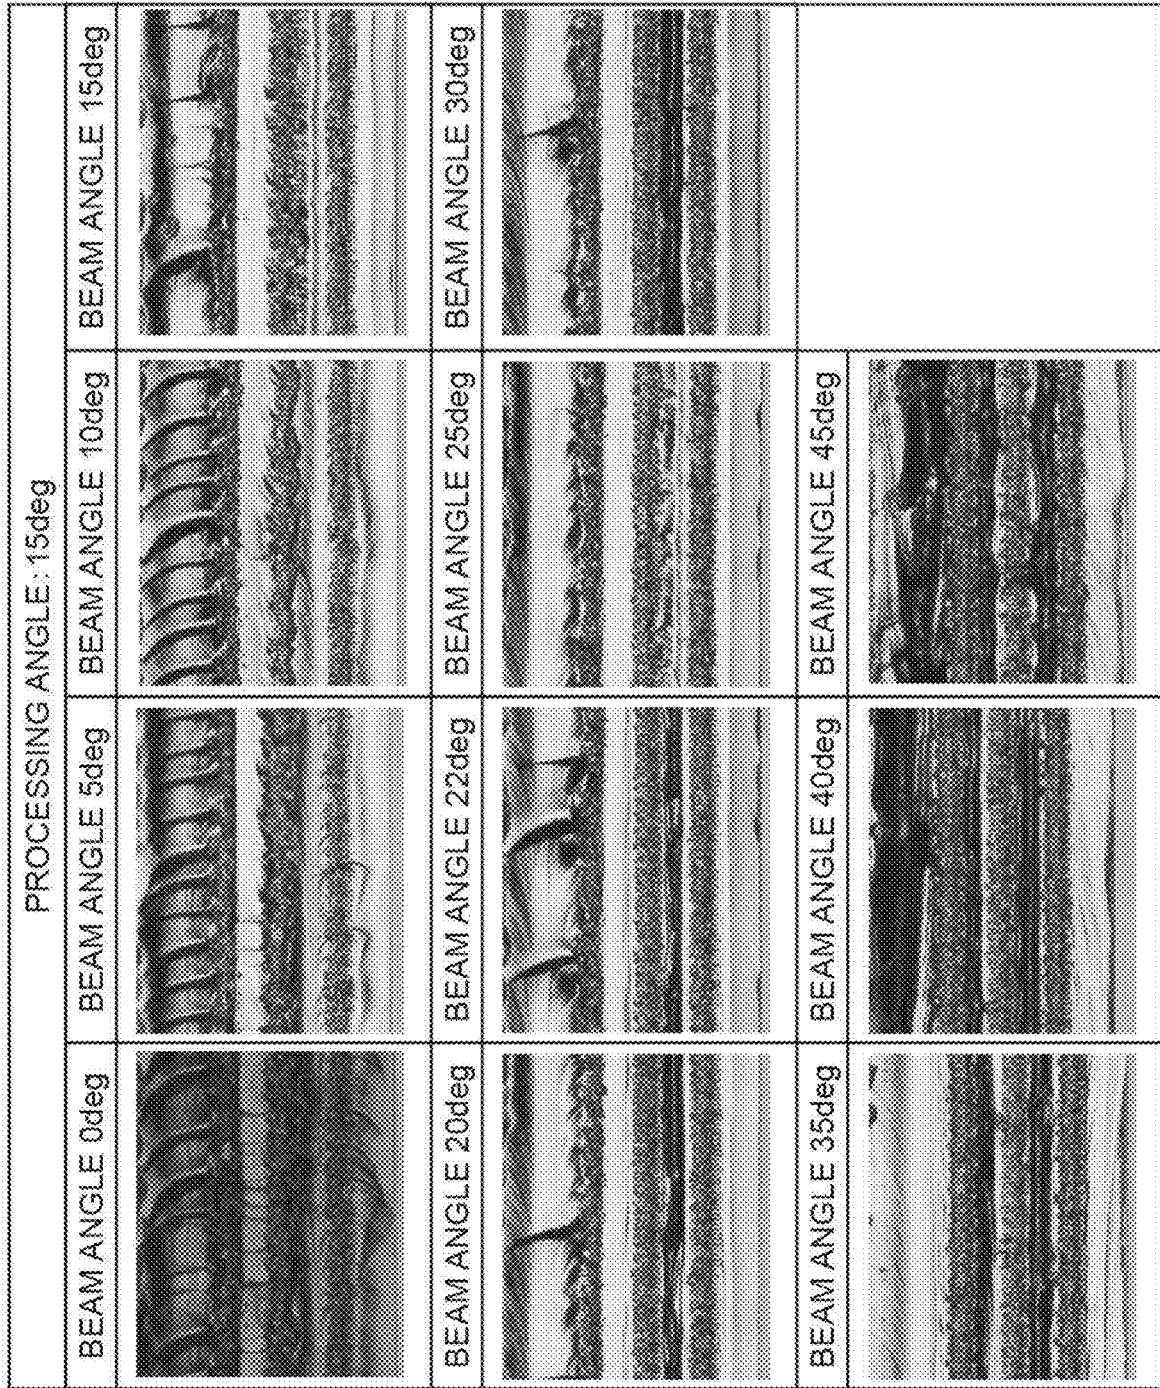 PROCESSING ANGLE: 15deg
BEAM ANGLE 0deg
BEAM ANGLE 5deg
BEAM ANGLE 10deg
BEAM ANGLE 15deg
BEAM ANGLE 20deg
BEAM ANGLE 22deg
BEAM ANGLE 25deg
BEAM ANGLE 30deg
BEAM ANGLE 35deg
BEAM ANGLE 40deg
BEAM ANGLE 45deg